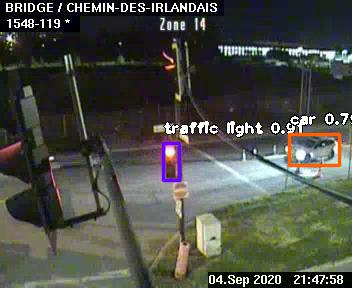 BRIDGE / CHEMIN-DES-IRLANDAIS
1548-119 *
Zone 14
traffic light 0.91
car 0.79
04.Sep 2020 21:47:58